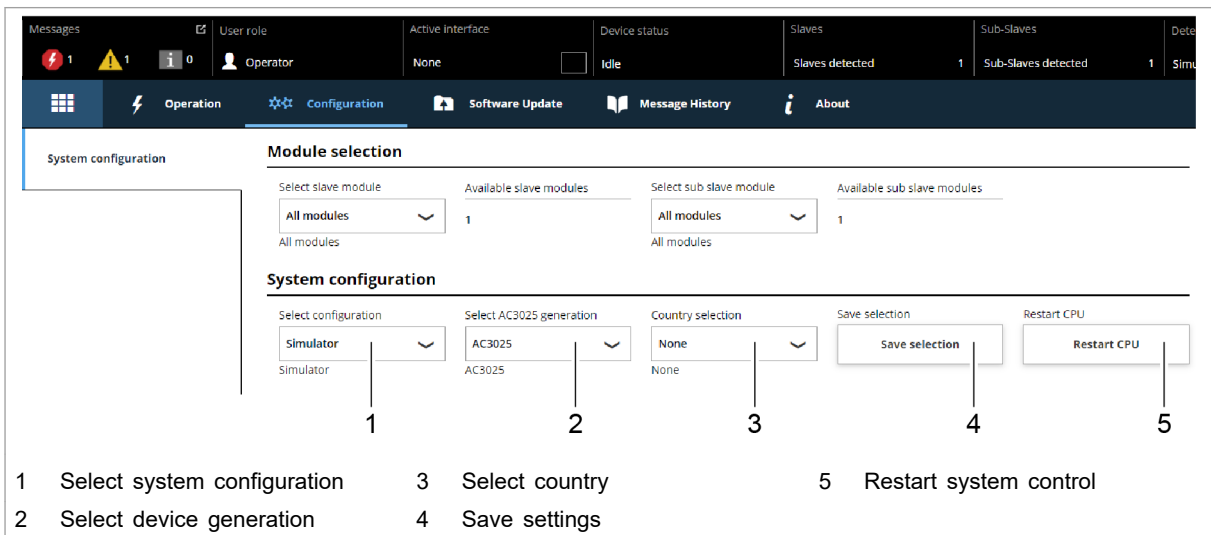 Messages User role Active interface Device status Slaves Sub-Slaves Dete
1 1 i 0 Operator None Idle Slaves detected 1 Sub-Slaves detected 1 Simu
Operation Configuration Software Update Message History i About
System configuration
Module selection
Select slave module Available slave modules Select sub slave module Available sub slave modules
All modules 1 All modules 1
All modules All modules
System configuration
Select configuration Select AC3025 generation Country selection Save selection Restart CPU
Simulator AC3025 None Save selection Restart CPU
Simulator AC3025 None
1 2 3 4 5
1 Select system configuration 3 Select country 5 Restart system control
2 Select device generation 4 Save settings